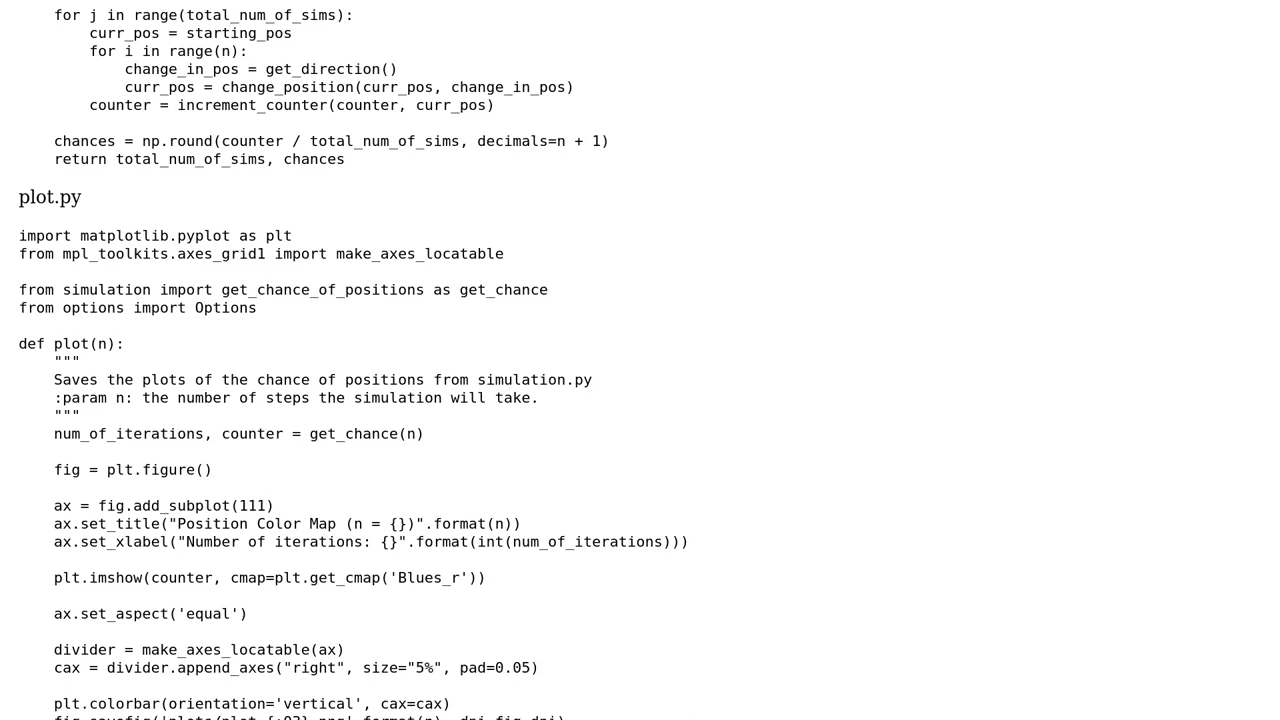 for j in range(total_num_of_sims):
curr_pos = starting_pos
for i in range(n):
change_in_pos = get_direction()
curr_pos = change_position(curr_pos, change_in_pos)
counter = increment_counter(counter, curr_pos)
chances = np.round(counter / total_num_of_sims, decimals=n + 1)
return total_num_of_sims, chances
plot.py
import matplotlib.pyplot as plt
from mpl_toolkits.axes_grid1 import make_axes_locatable
from simulation import get_chance_of_positions as get_chance
from options import Options
def plot(n):
"""
Saves the plots of the chance of positions from simulation.py
:param n: the number of steps the simulation will take.
"""
num_of_iterations, counter = get_chance(n)
fig = plt.figure()
ax = fig.add_subplot(111)
ax.set_title("Position Color Map (n = {})".format(n))
ax.set_xlabel("Number of iterations: {}".format(int(num_of_iterations)))
plt.imshow(counter, cmap=plt.get_cmap('Blues_r'))
ax.set_aspect('equal')
divider = make_axes_locatable(ax)
cax = divider.append_axes("right", size="5%", pad=0.05)
plt.colorbar(orientation='vertical', cax=cax)